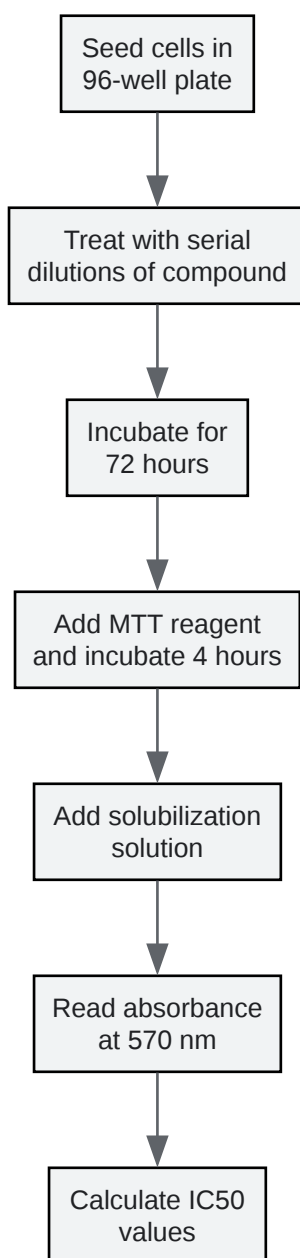 Seed cells in
96-well plate
Treat with serial
dilutions of compound
Incubate for
72 hours
Add MTT reagent
and incubate 4 hours
Add solubilization
solution
Read absorbance
at 570 nm
Calculate IC50
values